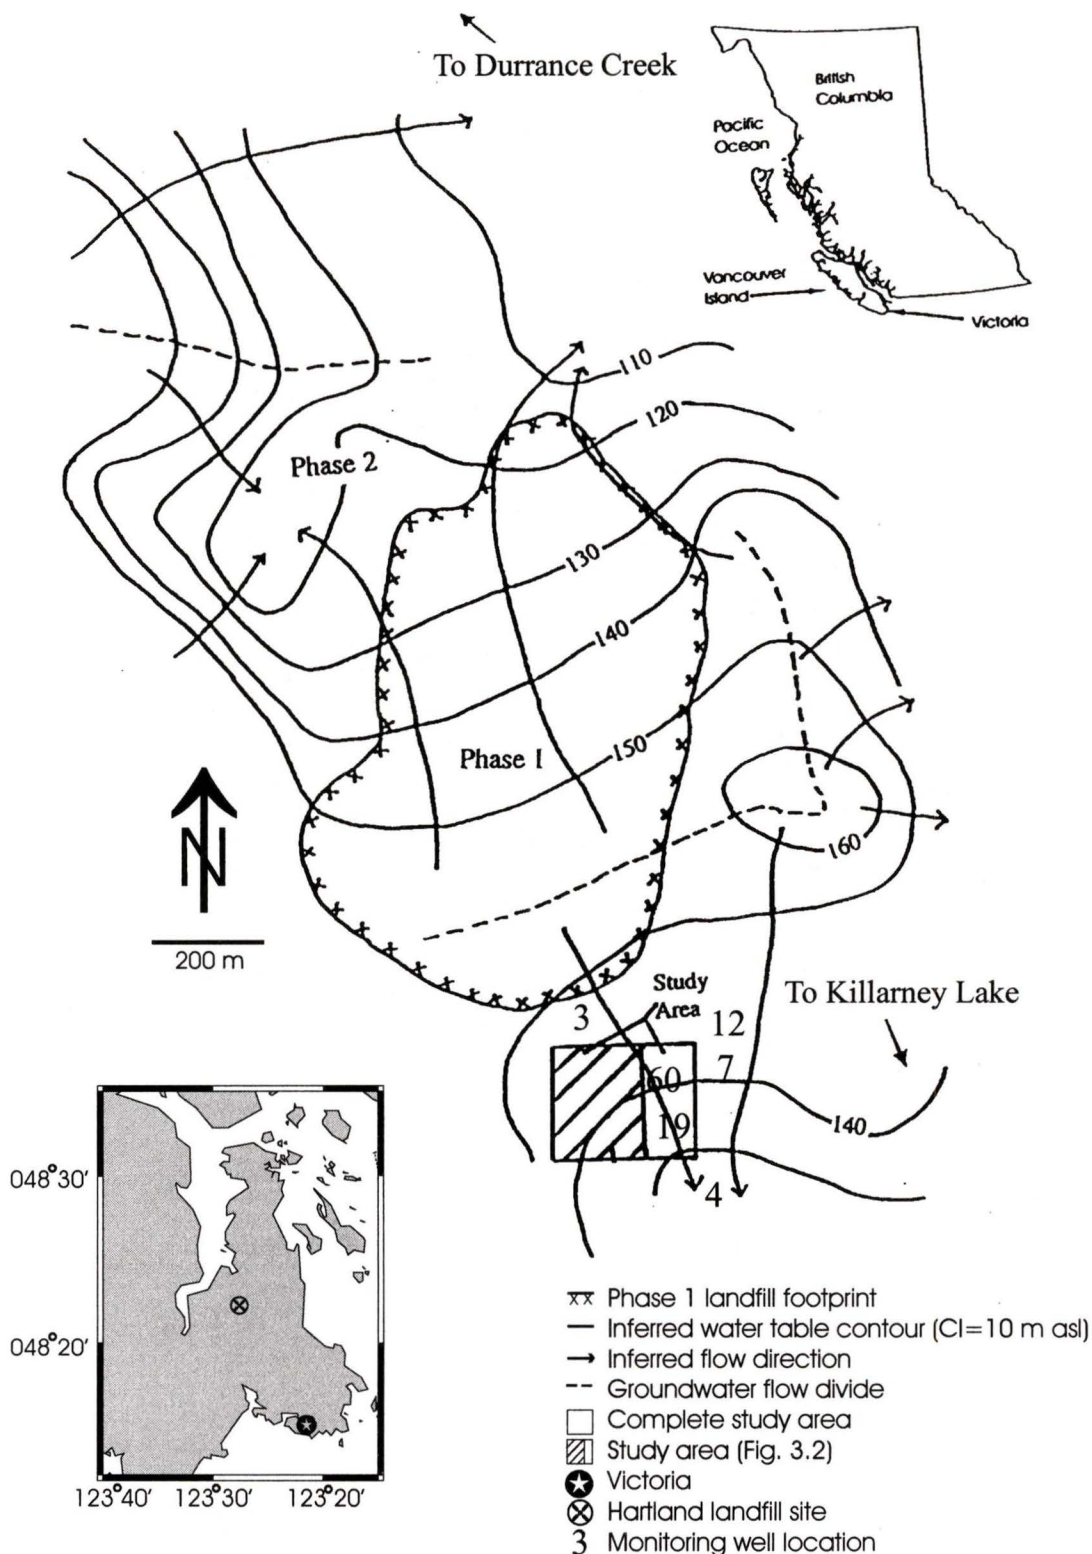 To Durrance Creek
British
Columbia
Pacific
Ocean
Vancouver
Island
Victoria
110
120
Phase 2
130
140
150
Phase 1
160
N
200 m
Study
Area
To Killarney Lake
3
12
7
60
19
140
4
048°30'
048°20'
123°40' 123°30' 123°20'
xx Phase 1 landfill footprint
Inferred water table contour (CI=10 m asl)
Inferred flow direction
Groundwater flow divide
Complete study area
Study area (Fig. 3.2)
Victoria
Hartland landfill site
3 Monitoring well location